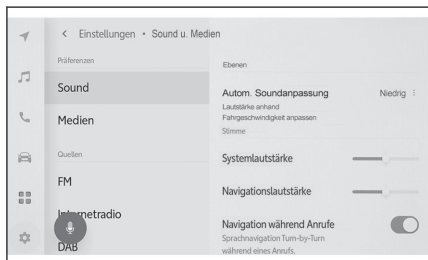 Einstellungen • Sound u. Medien
Präferenzen
Sound
Medien
Quellen
FM
Internetradio
DAB
Ebenen
Autom. Soundanpassung Niedrig
Lautstärke anhand
Fahrgeschwindigkeit anpassen
Stimme
Systemlautstärke
Navigationslautstärke
Navigation während Anrufe
Sprachnavigation Turn-by-Turn
während eines Anrufs.